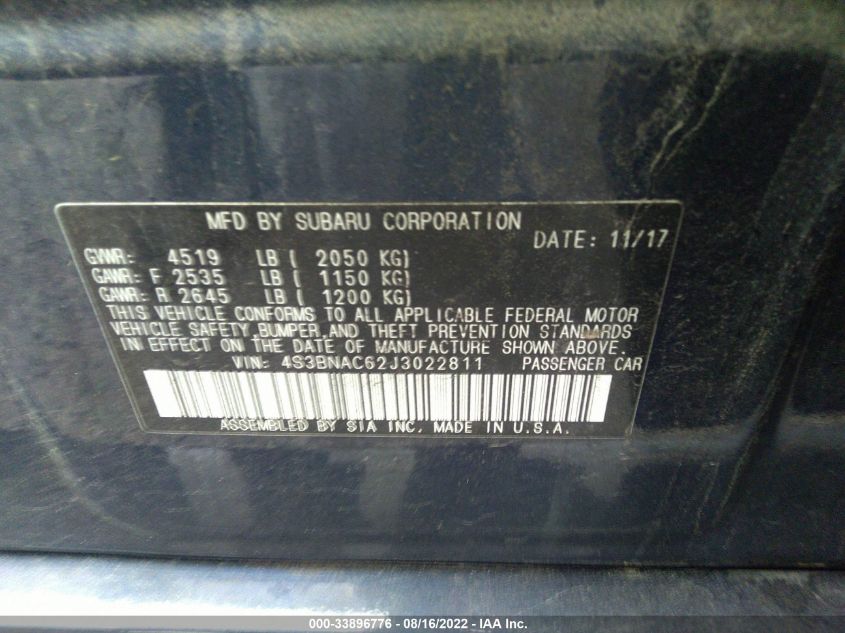 MFD BY SUBARU CORPORATION
DATE: 11/17
GVWR: 4519 LB ( 2050 KG)
GAWR: F 2535 LB ( 1150 KG)
GAWR: R 2645 LB ( 1200 KG)
THIS VEHICLE CONFORMS TO ALL APPLICABLE FEDERAL MOTOR
VEHICLE SAFETY, BUMPER, AND THEFT PREVENTION STANDARDS
IN EFFECT ON THE DATE OF MANUFACTURE SHOWN ABOVE.
VIN: 4S3BNAC62J3022811 PASSENGER CAR
ASSEMBLED BY SIA INC. MADE IN U.S.A.
000-33896776 - 08/16/2022 - IAA Inc.